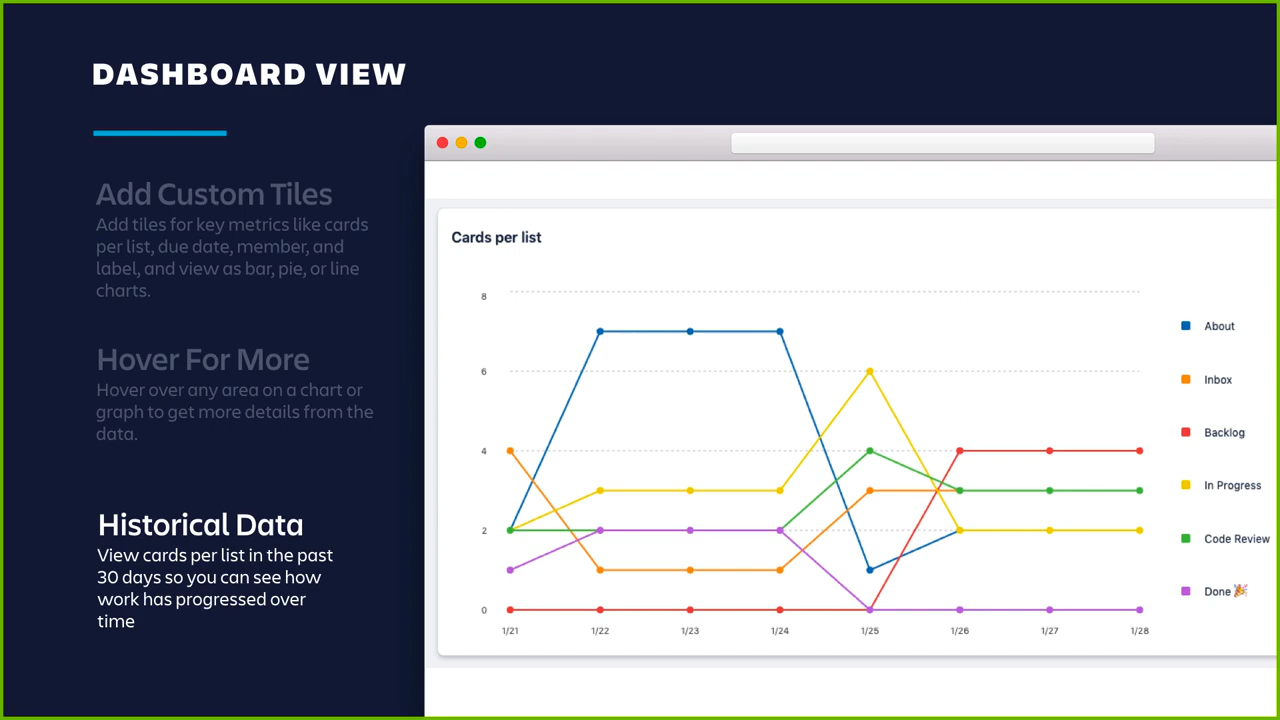 DASHBOARD VIEW
Add Custom Tiles
Add tiles for key metrics like cards
per list, due date, member, and
label, and view as bar, pie, or line
charts.
Hover For More
Hover over any area on a chart or
graph to get more details from the
data.
Historical Data
View cards per list in the past
30 days so you can see how
work has progressed over
time
Cards per list
8
6
4
2
0
1/21 1/22 1/23 1/24 1/25 1/26 1/27 1/28
About
Inbox
Backlog
In Progress
Code Review
Done 🎉